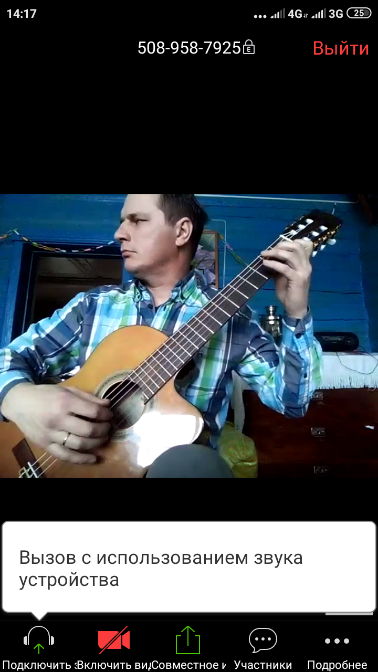 14:17
4G
3G
25
508-958-7925
Выйти
Вызов с использованием звука
устройства
Подключить з
Включить ви
Совместное и
Участники
Подробнее